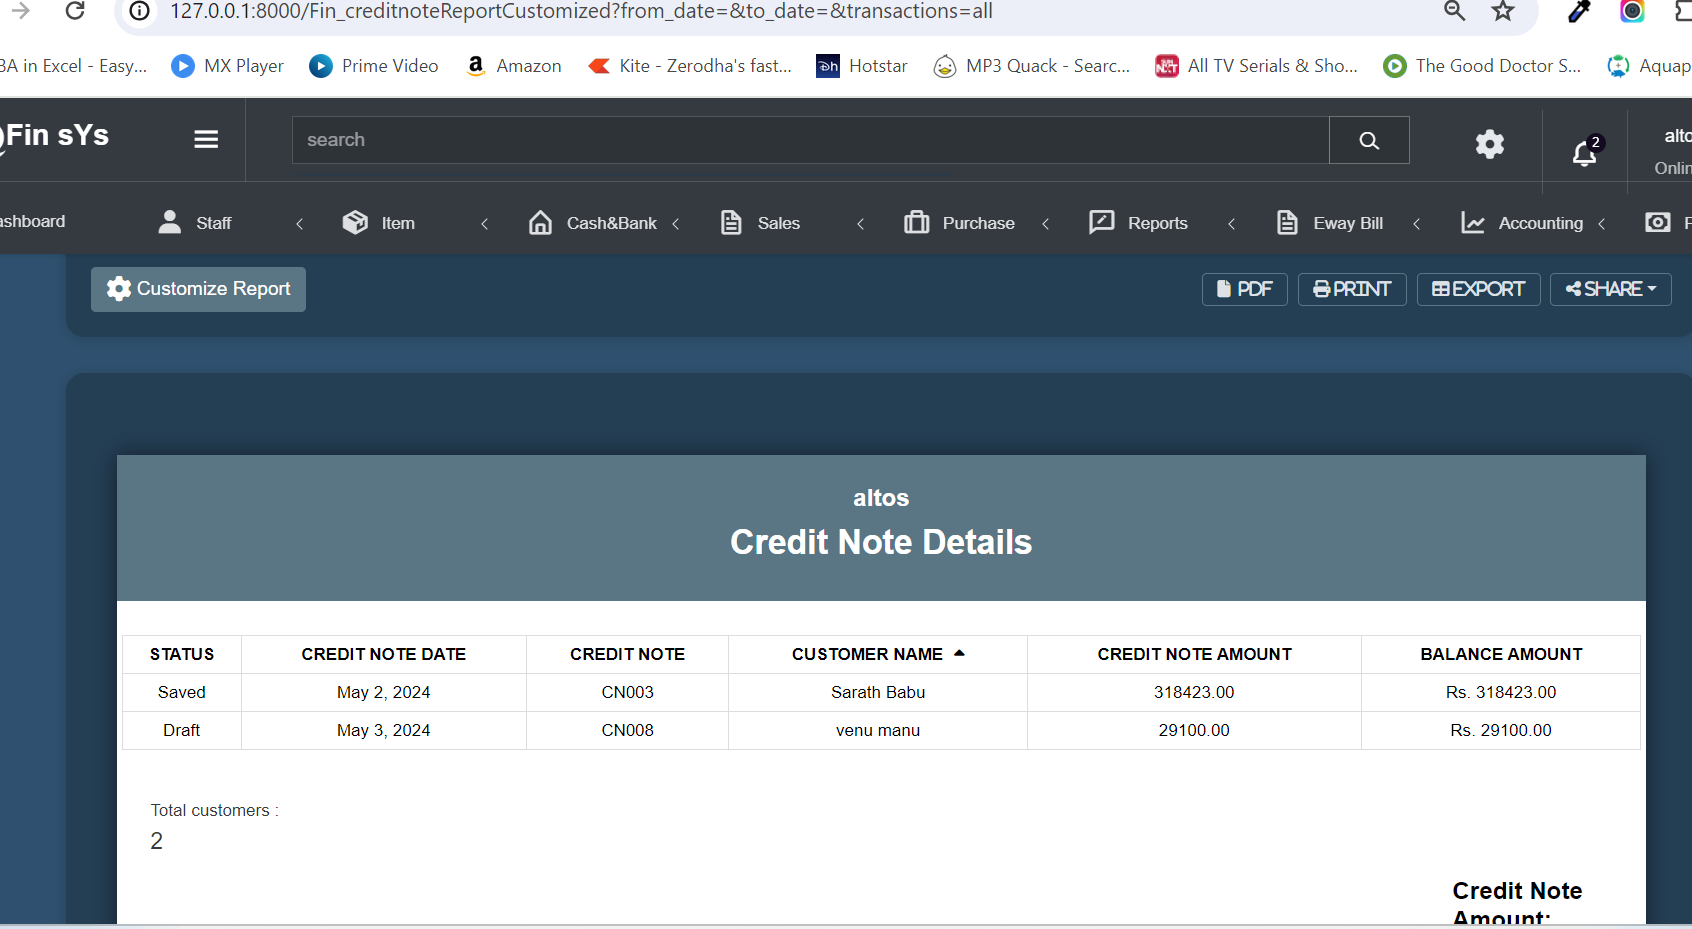 127.0.0.1:8000/Fin_creditnoteReportCustomized?from_date=&to_date=&transactions=all
BA in Excel - Easy... MX Player Prime Video Amazon Kite - Zerodha's fast... Hotstar MP3 Quack - Searc... All TV Serials & Sho... The Good Doctor S... Aquap
Fin sYs search 2 alto
Onlin
ashboard Staff Item Cash&Bank Sales Purchase Reports Eway Bill Accounting
Customize Report PDF PRINT EXPORT SHARE
altos
Credit Note Details
STATUS CREDIT NOTE DATE CREDIT NOTE CUSTOMER NAME CREDIT NOTE AMOUNT BALANCE AMOUNT
Saved May 2, 2024 CN003 Sarath Babu 318423.00 Rs. 318423.00
Draft May 3, 2024 CN008 venu manu 29100.00 Rs. 29100.00
Total customers :
2
Credit Note
Amount: